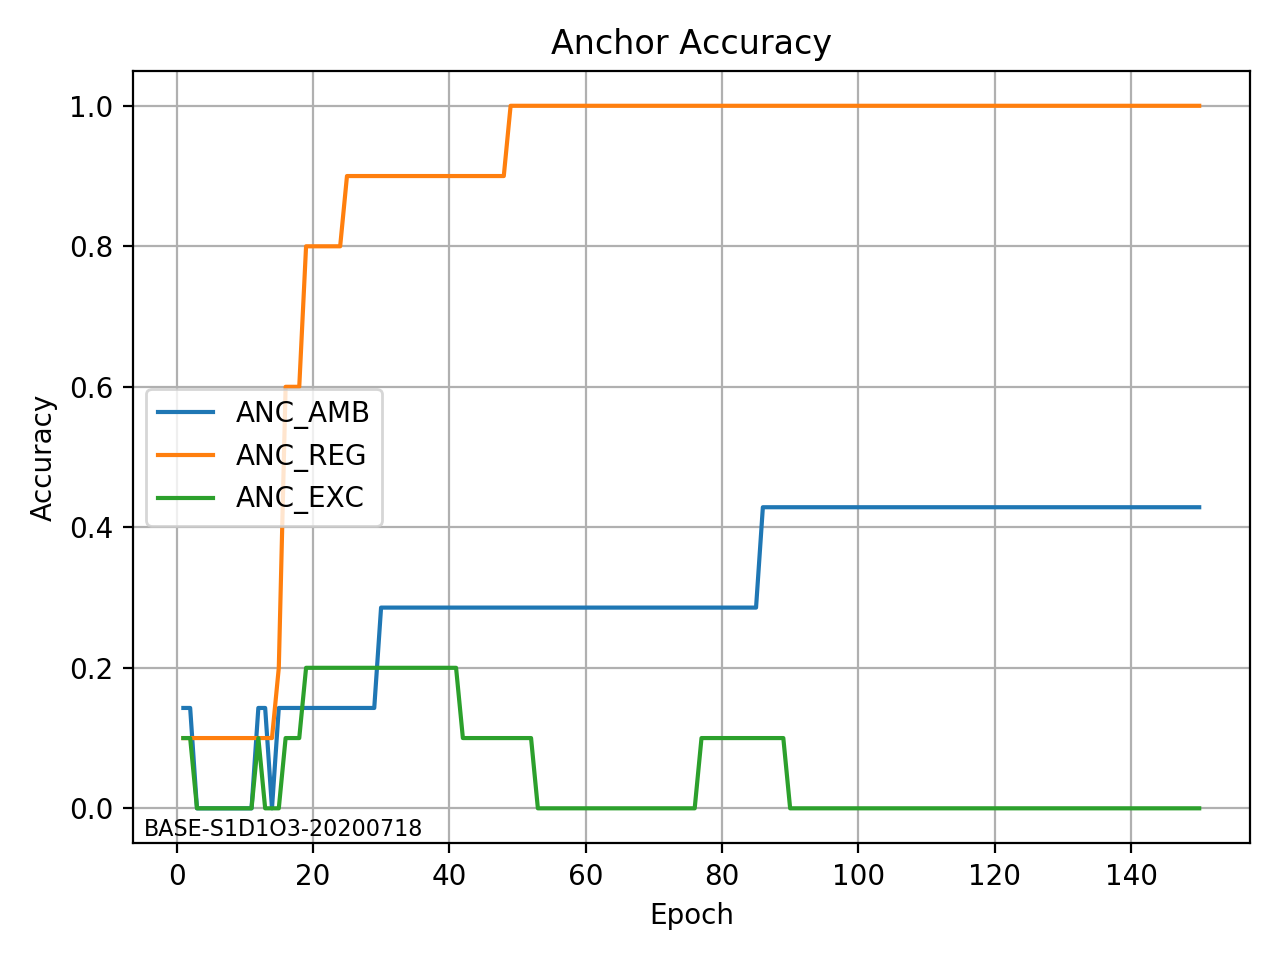 Anchor Accuracy
Accuracy
1.0
0.8
0.6
0.4
0.2
0.0
ANC_AMB
ANC_REG
ANC_EXC
BASE-S1D1O3-20200718
0 20 40 60 80 100 120 140
Epoch